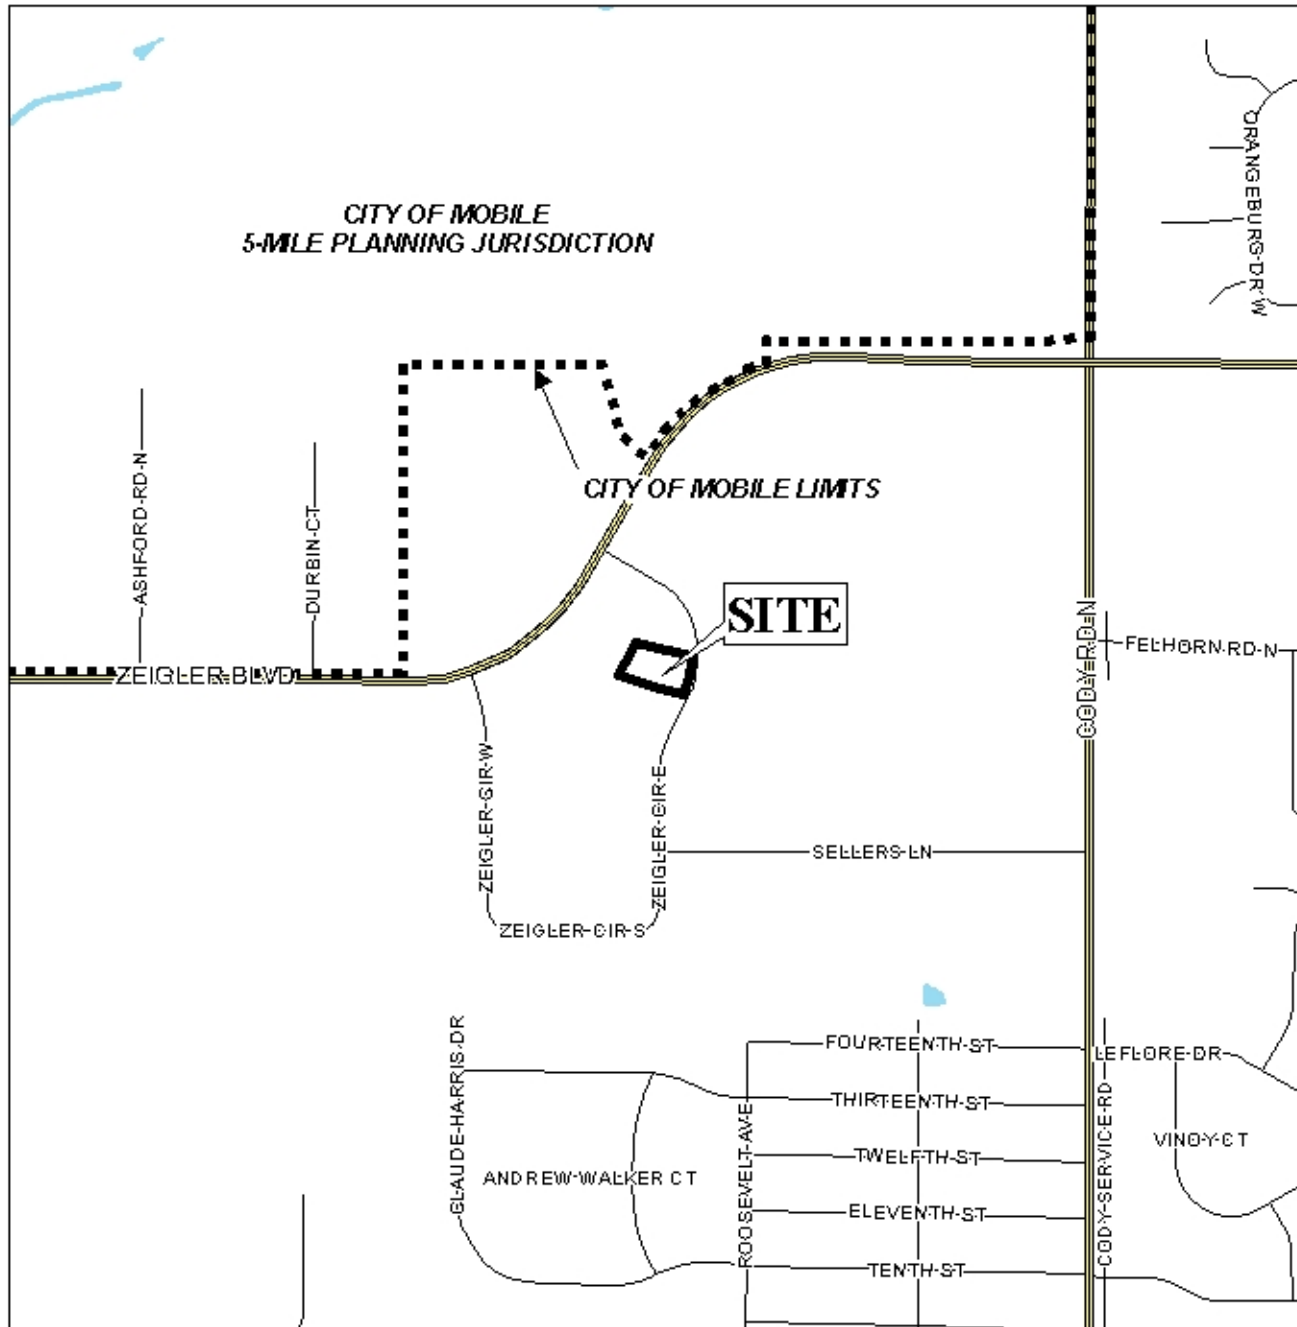 ORANGEBURG DR W
CITY OF MOBILE
5-MILE PLANNING JURISDICTION
CITY OF MOBILE LIMITS
ASHFORD RD N
DURBIN CT
SITE
ZEIGLER BLVD
CODY RD N
FELHORN RD N
ZEIGLER CIR W
ZEIGLER CIR E
SELLERS LN
ZEIGLER CIR S
CLAUDE HARRIS DR
FOURTEENTH ST
LEFLORE DR
THIRTEENTH ST
ROOSEVELT AVE
CODY SERVICE RD
VINOY CT
TWELFTH ST
ANDREW WALKER CT
ELEVENTH ST
TENTH ST